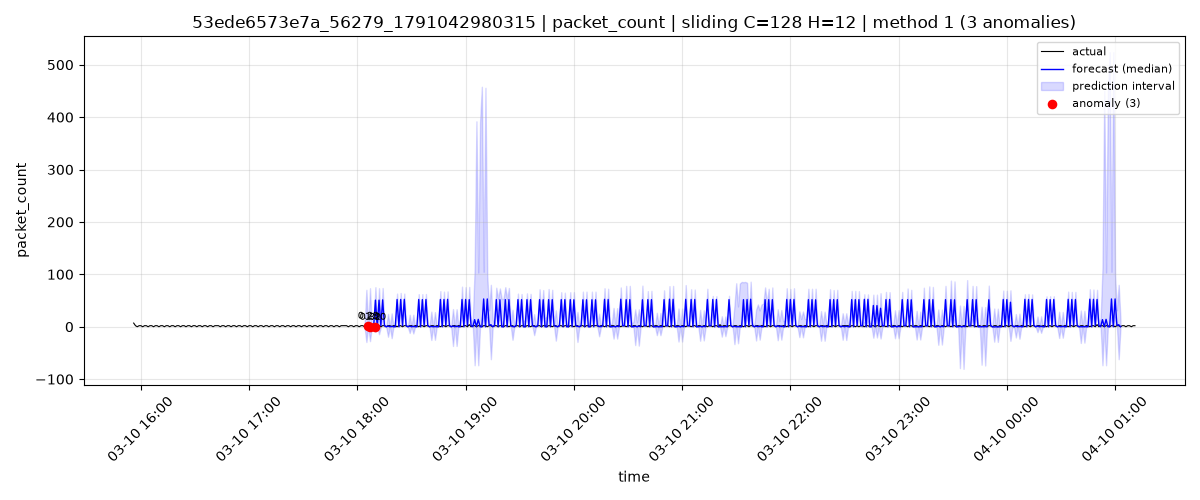 53ede6573e7a_56279_1791042980315 | packet_count | sliding C=128 H=12 | method 1 (3 anomalies)
actual
forecast (median)
prediction interval
anomaly (3)
packet_count
500
400
300
200
100
0
−100
03-10 16:00
03-10 17:00
03-10 18:00
03-10 19:00
03-10 20:00
03-10 21:00
03-10 22:00
03-10 23:00
04-10 00:00
04-10 01:00
time